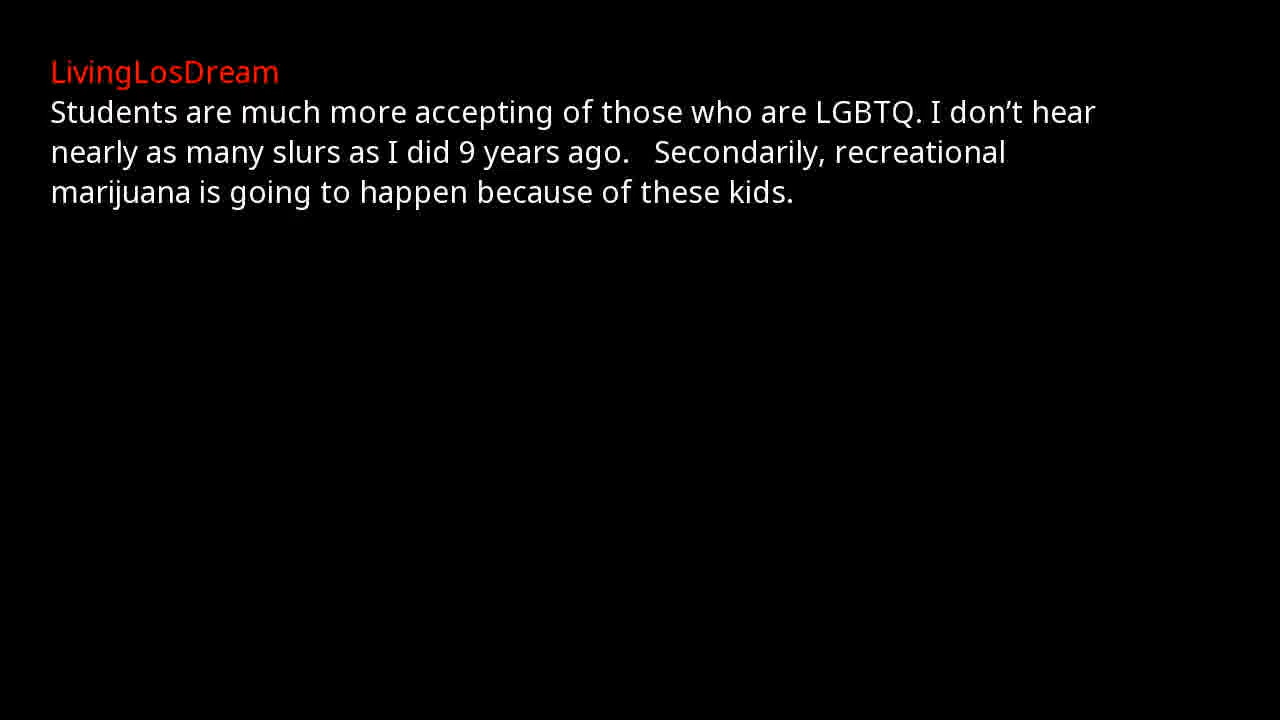 LivingLosDream
Students are much more accepting of those who are LGBTQ. I don’t hear
nearly as many slurs as I did 9 years ago.   Secondarily, recreational
marijuana is going to happen because of these kids.